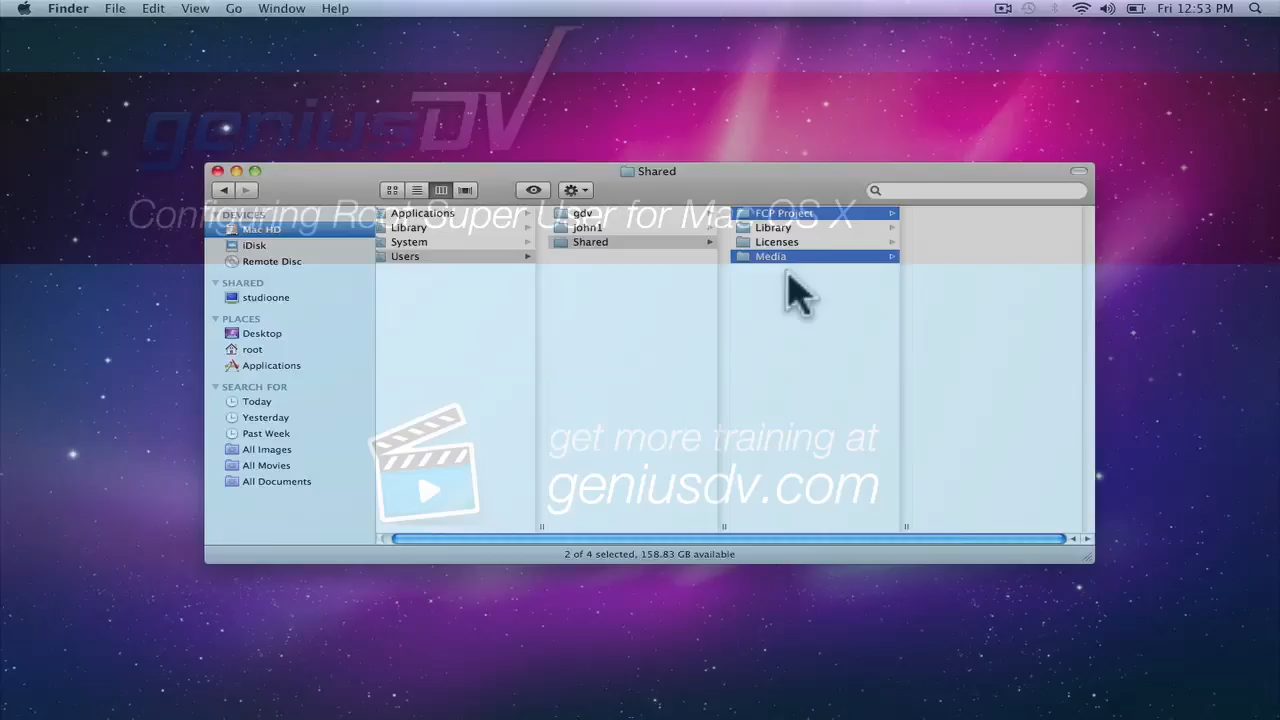 Finder File Edit View Go Window Help Fri 12:53 PM
geniusDV
Shared
Configuring Root Super User for Mac OS X
DEVICES
Mac HD
iDisk
Remote Disc
SHARED
studioone
PLACES
Desktop
root
Applications
SEARCH FOR
Today
Yesterday
Past Week
All Images
All Movies
All Documents
Applications
Library
System
Users
gdv
john1
Shared
FCP Project
Library
Licenses
Media
get more training at
geniusdv.com
2 of 4 selected, 158.83 GB available